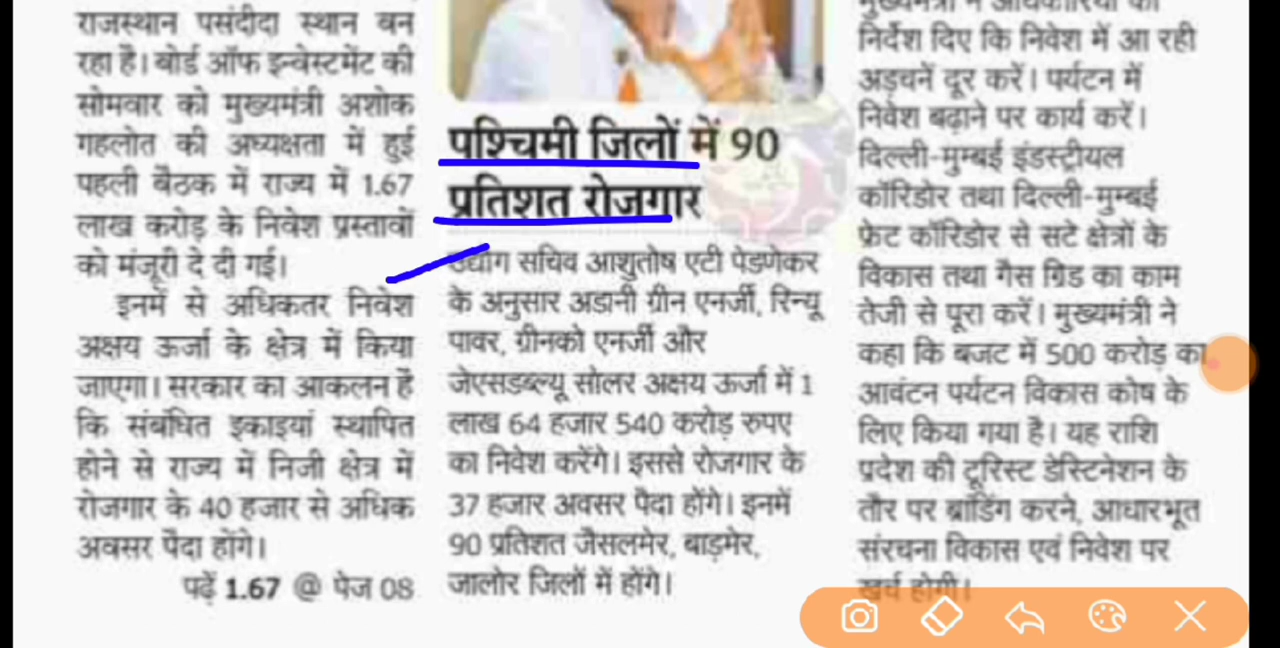 राजस्थान पसंदीदा स्थान बन
रहा है। बोर्ड ऑफ इन्वेस्टमेंट की
सोमवार को मुख्यमंत्री अशोक
गहलोत की अध्यक्षता में हुई
पहली बैठक में राज्य में 1.67
लाख करोड़ के निवेश प्रस्तावों
को मंजूरी दे दी गई।
इनमें से अधिकतर निवेश
अक्षय ऊर्जा के क्षेत्र में किया
जाएगा। सरकार का आकलन है
कि संबंधित इकाइयां स्थापित
होने से राज्य में निजी क्षेत्र में
रोजगार के 40 हजार से अधिक
अवसर पैदा होंगे।
पढ़ें 1.67 @ पेज 08
पश्चिमी जिलों में 90
प्रतिशत रोजगार
उद्योग सचिव आशुतोष एटी पेडणेकर
के अनुसार अडानी ग्रीन एनर्जी, रिन्यू
पावर, ग्रीनको एनर्जी और
जेएसडब्ल्यू सोलर अक्षय ऊर्जा में 1
लाख 64 हजार 540 करोड़ रुपए
का निवेश करेंगे। इससे रोजगार के
37 हजार अवसर पैदा होंगे। इनमें
90 प्रतिशत जैसलमेर, बाड़मेर,
जालोर जिलों में होंगे।
मुख्यमंत्री ने अधिकारियों को
निर्देश दिए कि निवेश में आ रही
अड़चनें दूर करें। पर्यटन में
निवेश बढ़ाने पर कार्य करें।
दिल्ली-मुम्बई इंडस्ट्रीयल
कॉरिडोर तथा दिल्ली-मुम्बई
फ्रेट कॉरिडोर से सटे क्षेत्रों के
विकास तथा गैस ग्रिड का काम
तेजी से पूरा करें। मुख्यमंत्री ने
कहा कि बजट में 500 करोड़ का
आवंटन पर्यटन विकास कोष के
लिए किया गया है। यह राशि
प्रदेश की टूरिस्ट डेस्टिनेशन के
तौर पर ब्रांडिंग करने, आधारभूत
संरचना विकास एवं निवेश पर
खर्च होगी।